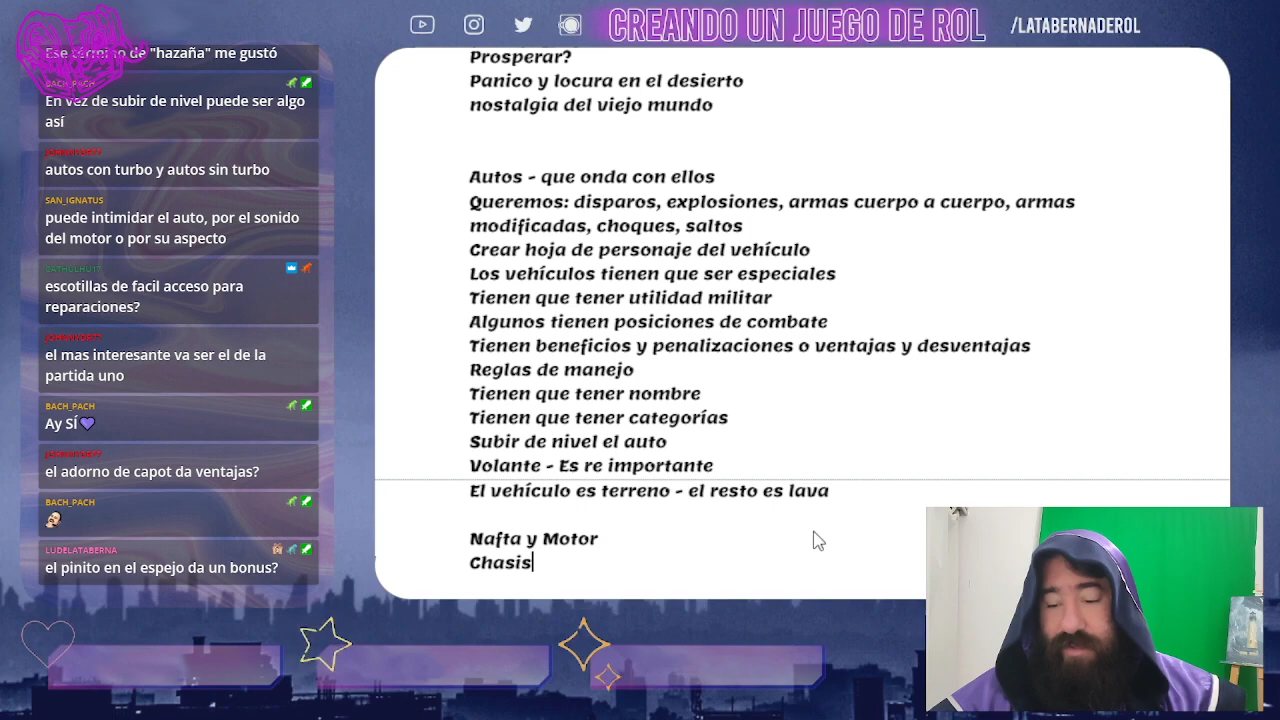 CREANDO UN JUEGO DE ROL
/LATABERNADEROL
Ese término de "hazaña" me gustó
BACH_PACH
En vez de subir de nivel puede ser algo
así
autos con turbo y autos sin turbo
SAN_IGNATUS
puede intimidar el auto, por el sonido
del motor o por su aspecto
CATHULHU17
escotillas de facil acceso para
reparaciones?
el mas interesante va ser el de la
partida uno
BACH_PACH
Ay SÍ
el adorno de capot da ventajas?
BACH_PACH
LUDELATABERNA
el pinito en el espejo da un bonus?
Prosperar?
Panico y locura en el desierto
nostalgia del viejo mundo
Autos - que onda con ellos
Queremos: disparos, explosiones, armas cuerpo a cuerpo, armas
modificadas, choques, saltos
Crear hoja de personaje del vehículo
Los vehículos tienen que ser especiales
Tienen que tener utilidad militar
Algunos tienen posiciones de combate
Tienen beneficios y penalizaciones o ventajas y desventajas
Reglas de manejo
Tienen que tener nombre
Tienen que tener categorías
Subir de nivel el auto
Volante - Es re importante
El vehículo es terreno - el resto es lava
Nafta y Motor
Chasis